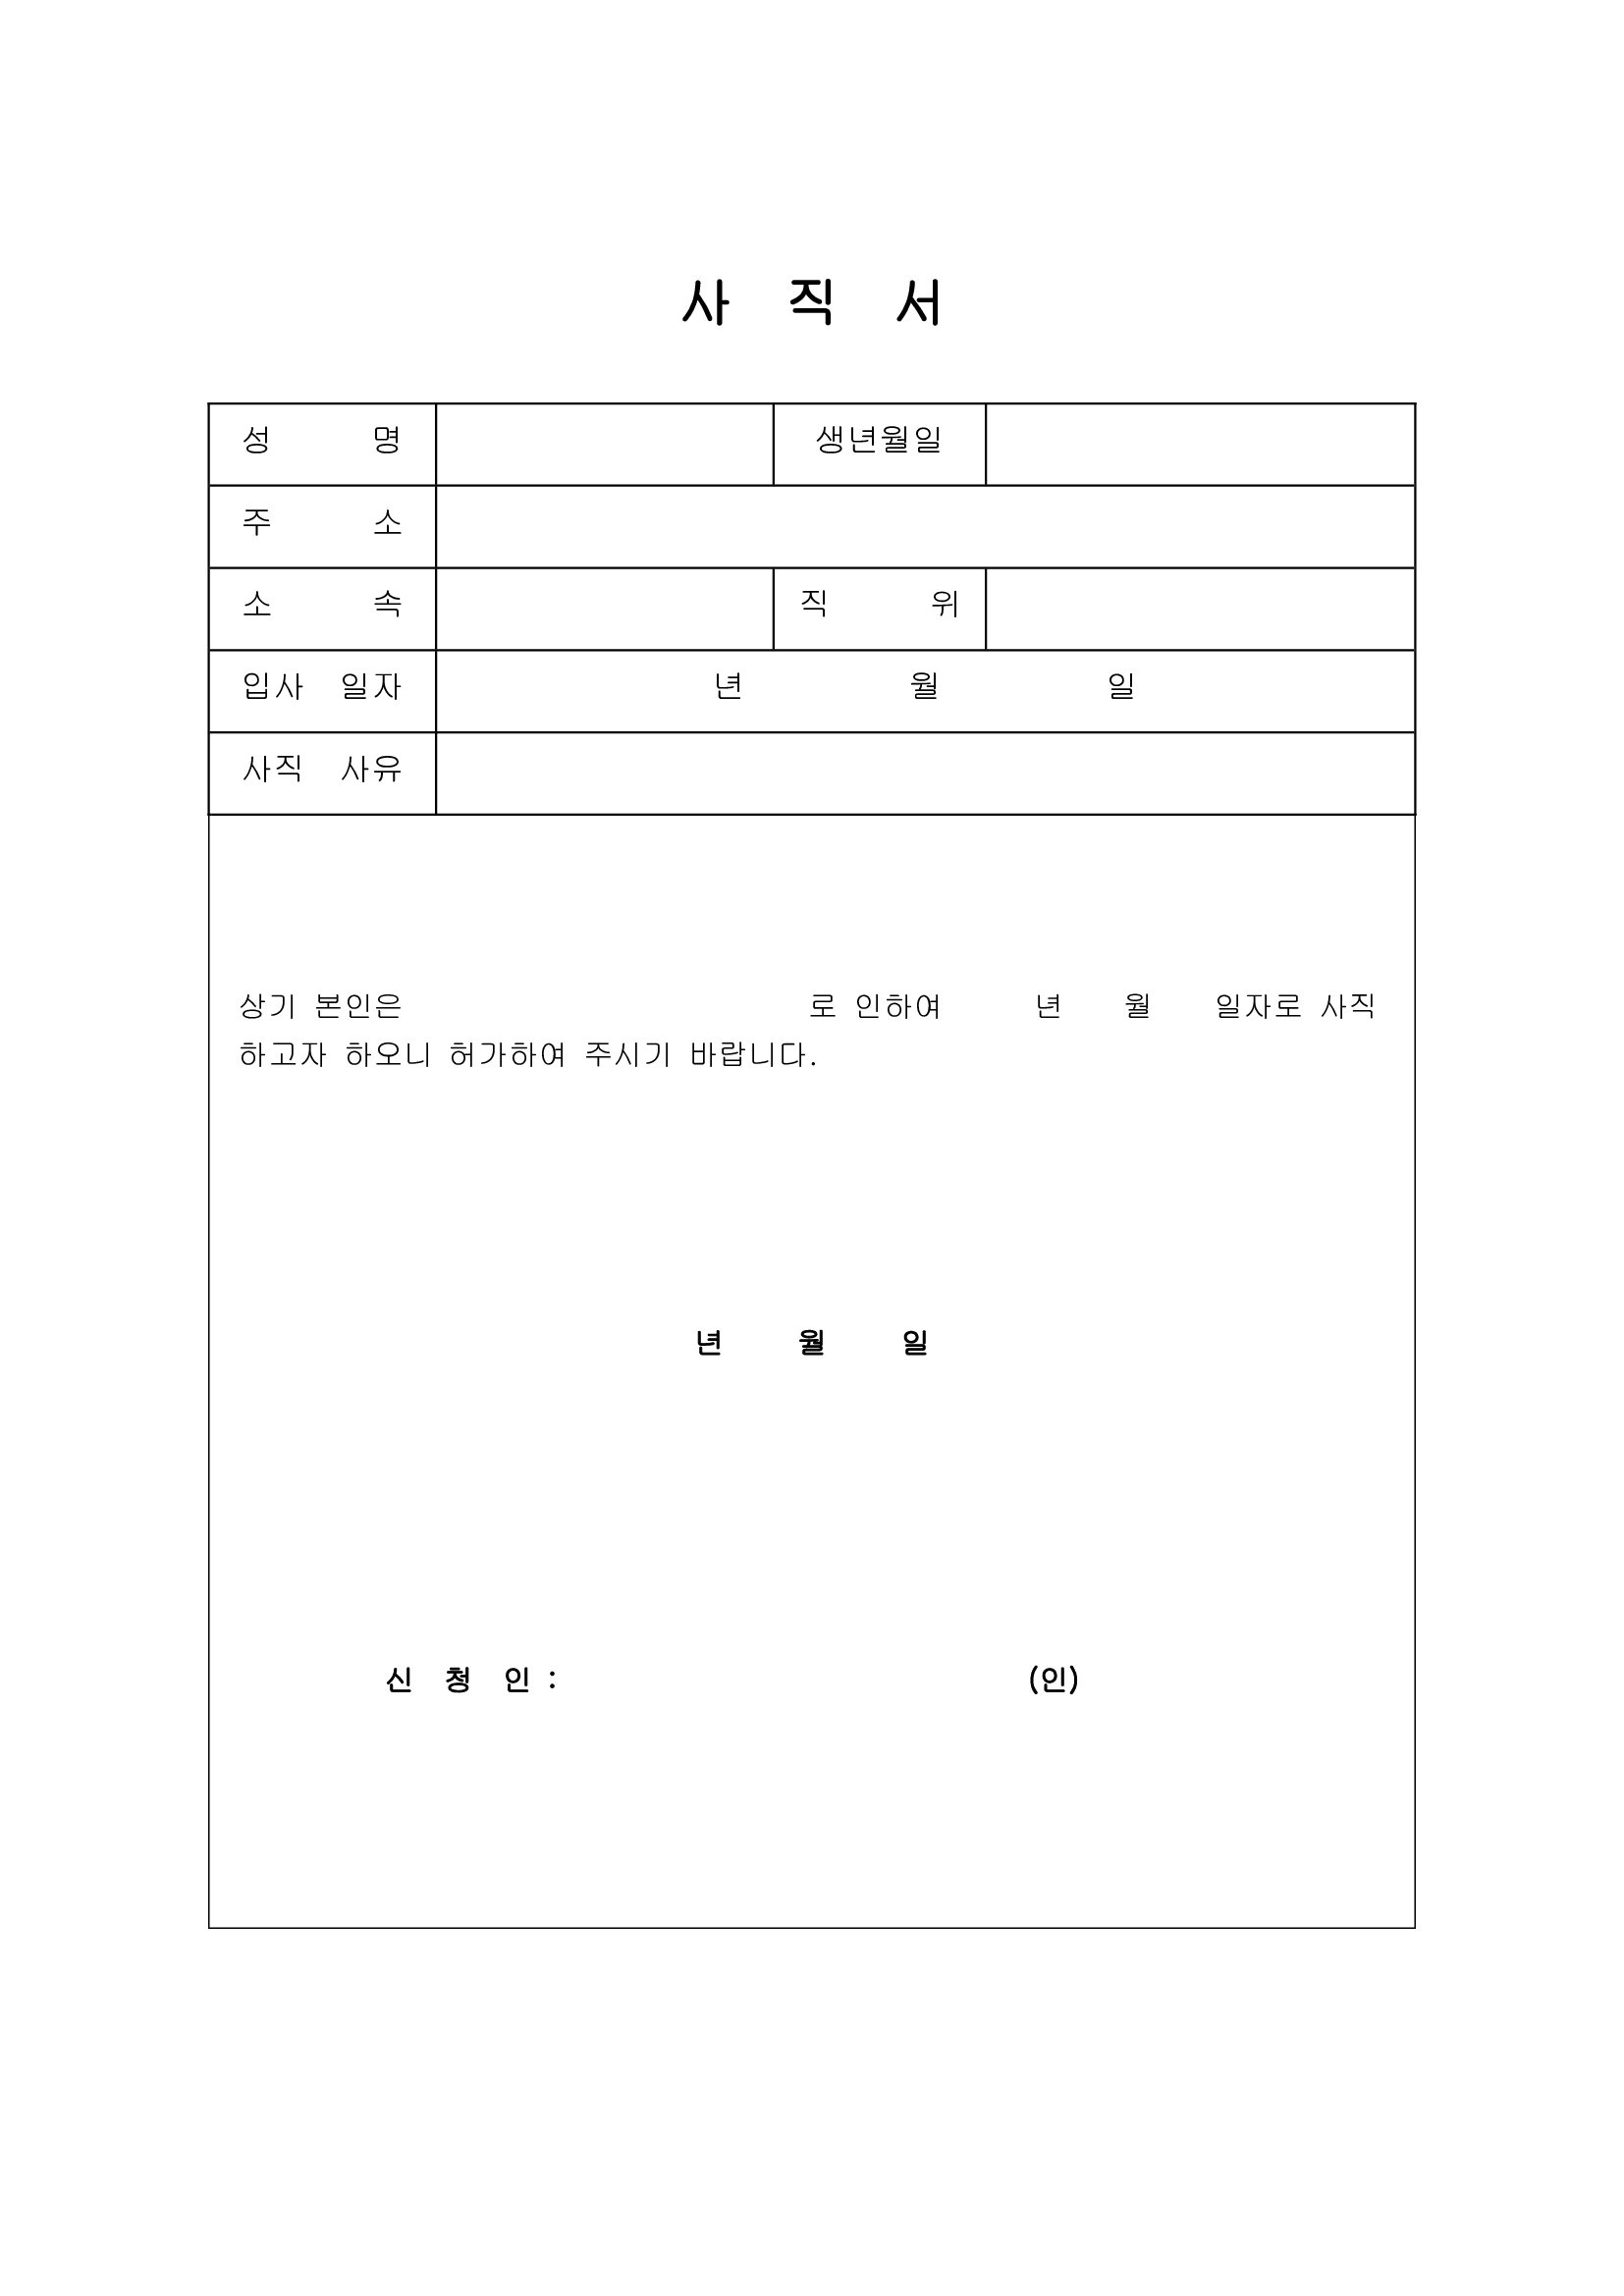 사 직 서
성 명 생년월일
주 소
소 속 직 위
입사 일자 년 월 일
사직 사유
상기 본인은 로 인하여 년 월 일자로 사직
하고자 하오니 허가하여 주시기 바랍니다.
년 월 일
신 청 인 : (인)